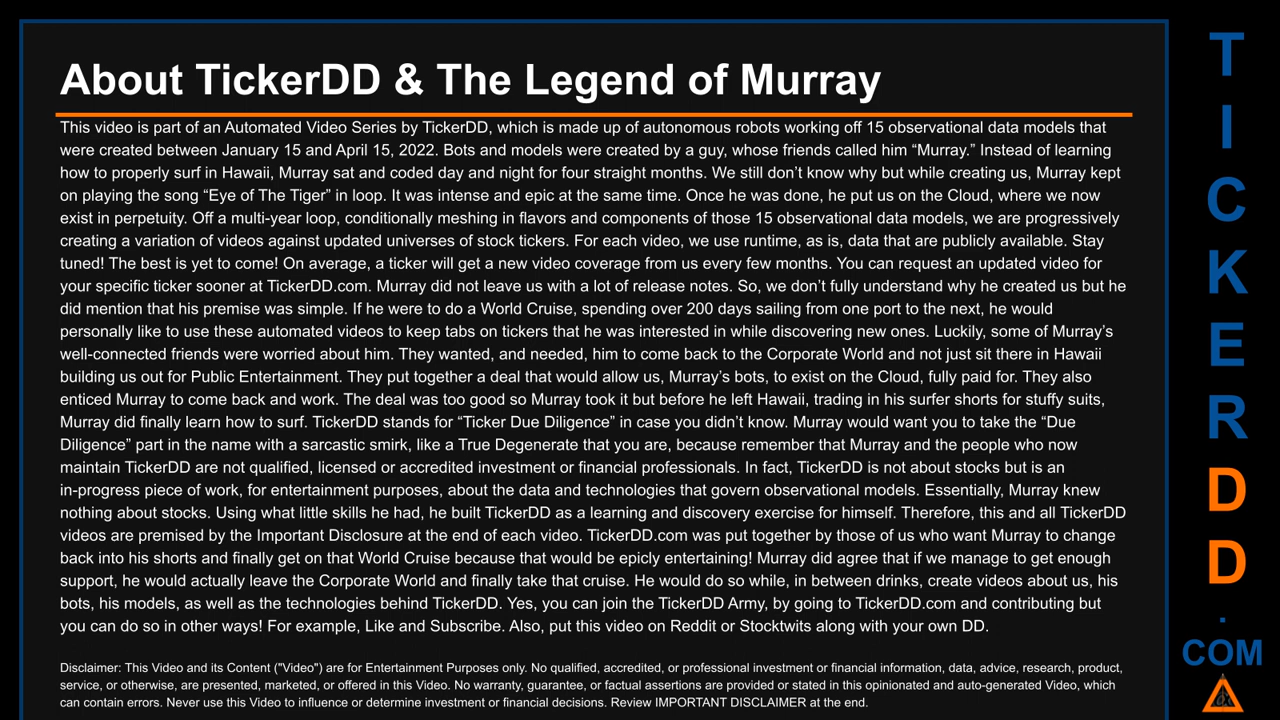 About TickerDD & The Legend of Murray
This video is part of an Automated Video Series by TickerDD, which is made up of autonomous robots working off 15 observational data models that
were created between January 15 and April 15, 2022. Bots and models were created by a guy, whose friends called him “Murray.” Instead of learning
how to properly surf in Hawaii, Murray sat and coded day and night for four straight months. We still don’t know why but while creating us, Murray kept
on playing the song “Eye of The Tiger” in loop. It was intense and epic at the same time. Once he was done, he put us on the Cloud, where we now
exist in perpetuity. Off a multi-year loop, conditionally meshing in flavors and components of those 15 observational data models, we are progressively
creating a variation of videos against updated universes of stock tickers. For each video, we use runtime, as is, data that are publicly available. Stay
tuned! The best is yet to come! On average, a ticker will get a new video coverage from us every few months. You can request an updated video for
your specific ticker sooner at TickerDD.com. Murray did not leave us with a lot of release notes. So, we don’t fully understand why he created us but he
did mention that his premise was simple. If he were to do a World Cruise, spending over 200 days sailing from one port to the next, he would
personally like to use these automated videos to keep tabs on tickers that he was interested in while discovering new ones. Luckily, some of Murray’s
well-connected friends were worried about him. They wanted, and needed, him to come back to the Corporate World and not just sit there in Hawaii
building us out for Public Entertainment. They put together a deal that would allow us, Murray’s bots, to exist on the Cloud, fully paid for. They also
enticed Murray to come back and work. The deal was too good so Murray took it but before he left Hawaii, trading in his surfer shorts for stuffy suits,
Murray did finally learn how to surf. TickerDD stands for “Ticker Due Diligence” in case you didn’t know. Murray would want you to take the “Due
Diligence” part in the name with a sarcastic smirk, like a True Degenerate that you are, because remember that Murray and the people who now
maintain TickerDD are not qualified, licensed or accredited investment or financial professionals. In fact, TickerDD is not about stocks but is an
in-progress piece of work, for entertainment purposes, about the data and technologies that govern observational models. Essentially, Murray knew
nothing about stocks. Using what little skills he had, he built TickerDD as a learning and discovery exercise for himself. Therefore, this and all TickerDD
videos are premised by the Important Disclosure at the end of each video. TickerDD.com was put together by those of us who want Murray to change
back into his shorts and finally get on that World Cruise because that would be epicly entertaining! Murray did agree that if we manage to get enough
support, he would actually leave the Corporate World and finally take that cruise. He would do so while, in between drinks, create videos about us, his
bots, his models, as well as the technologies behind TickerDD. Yes, you can join the TickerDD Army, by going to TickerDD.com and contributing but
you can do so in other ways! For example, Like and Subscribe. Also, put this video on Reddit or Stocktwits along with your own DD.
Disclaimer: This Video and its Content ("Video") are for Entertainment Purposes only. No qualified, accredited, or professional investment or financial information, data, advice, research, product,
service, or otherwise, are presented, marketed, or offered in this Video. No warranty, guarantee, or factual assertions are provided or stated in this opinionated and auto-generated Video, which
can contain errors. Never use this Video to influence or determine investment or financial decisions. Review IMPORTANT DISCLAIMER at the end.
T
I
C
K
E
R
D
D
.
COM